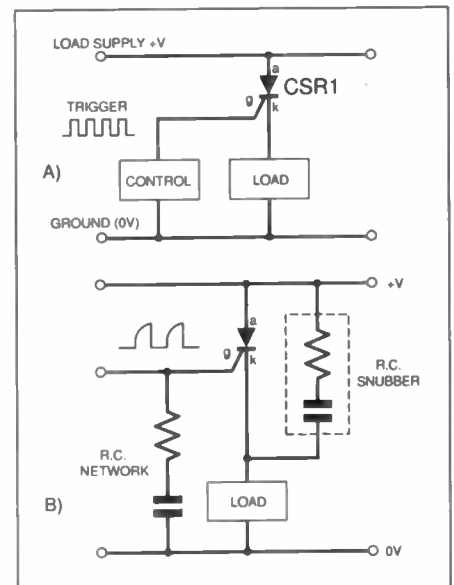 LOAD SUPPLY +V
a
CSR1
g
k
TRIGGER
A)
CONTROL
LOAD
GROUND (0V)
+V
a
g
k
R.C.
SNUBBER
R.C.
NETWORK
B)
LOAD
0V